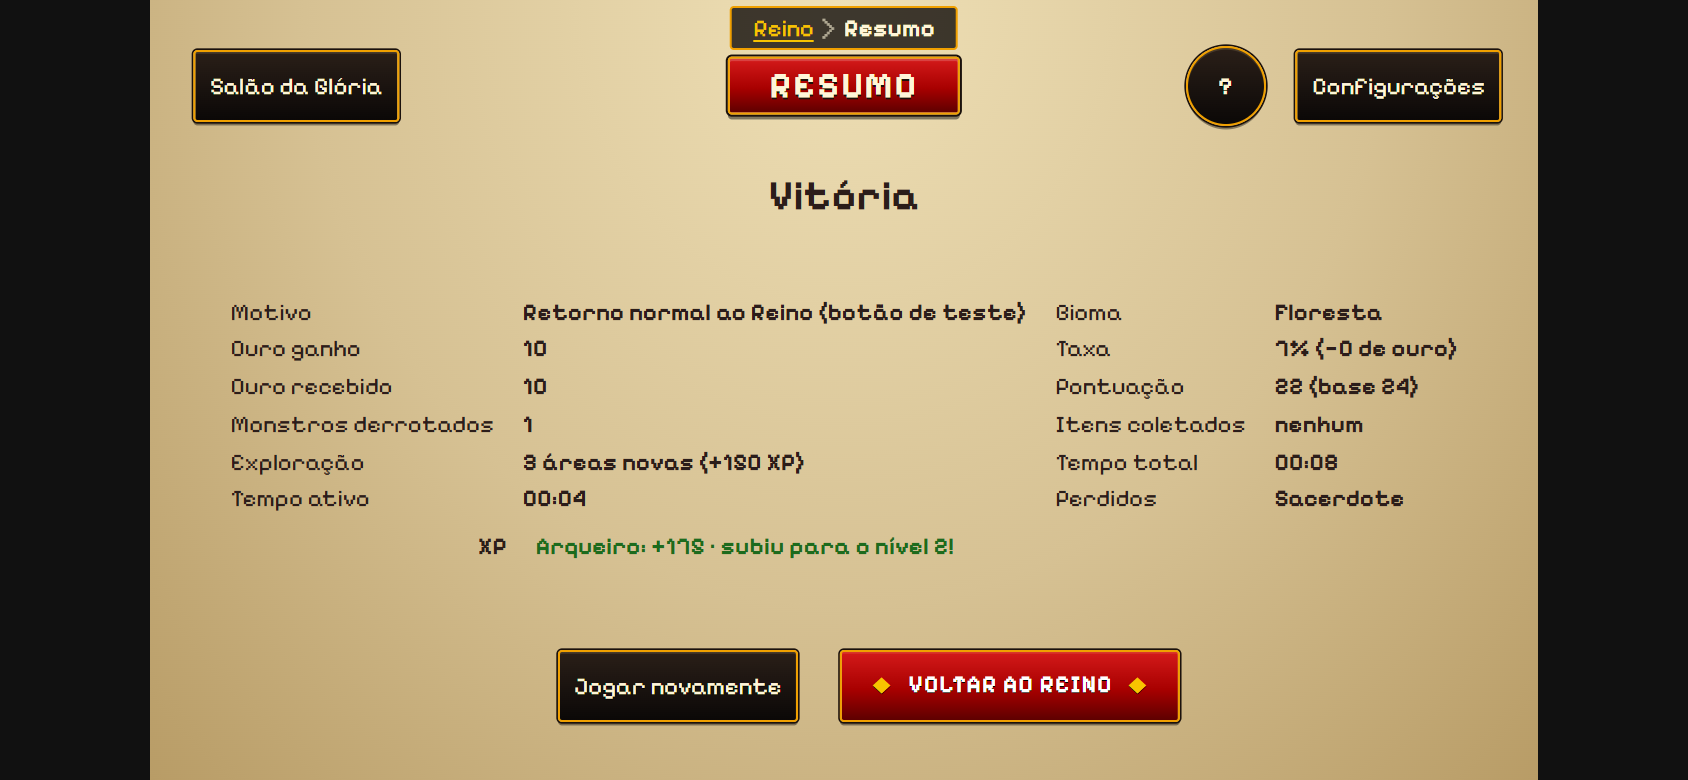 Reino > Resumo
Salão da Glória
RESUMO
?
Configurações
Vitória
Motivo Retorno normal ao Reino (botão de teste) Bioma Floresta
Ouro ganho 10 Taxa 7% (-0 de ouro)
Ouro recebido 10 Pontuação 22 (base 24)
Monstros derrotados 1 Itens coletados nenhum
Exploração 3 áreas novas (+150 XP) Tempo total 00:08
Tempo ativo 00:04 Perdidos Sacerdote
XP Arqueiro: +175 · subiu para o nível 2!
Jogar novamente
◆ VOLTAR AO REINO ◆